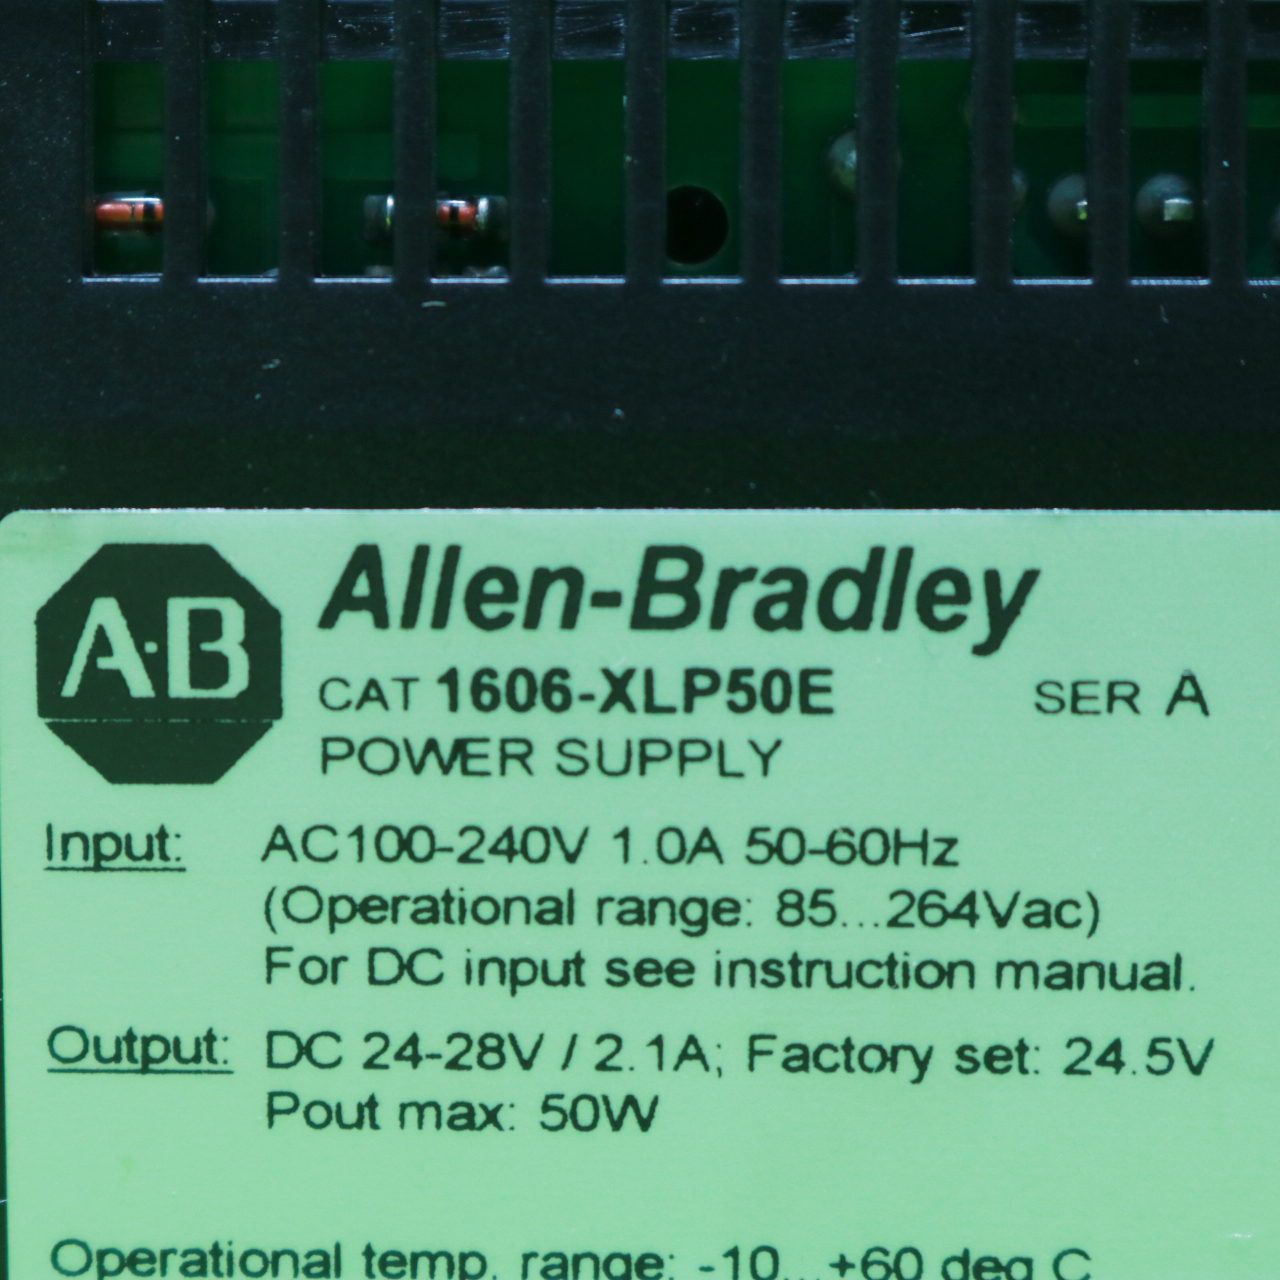 A·B
Allen-Bradley
CAT 1606-XLP50E SER A
POWER SUPPLY
Input: AC100-240V 1.0A 50-60Hz
(Operational range: 85...264Vac)
For DC input see instruction manual.
Output: DC 24-28V / 2.1A; Factory set: 24.5V
Pout max: 50W
Operational temp. range: -10...+60 deg C